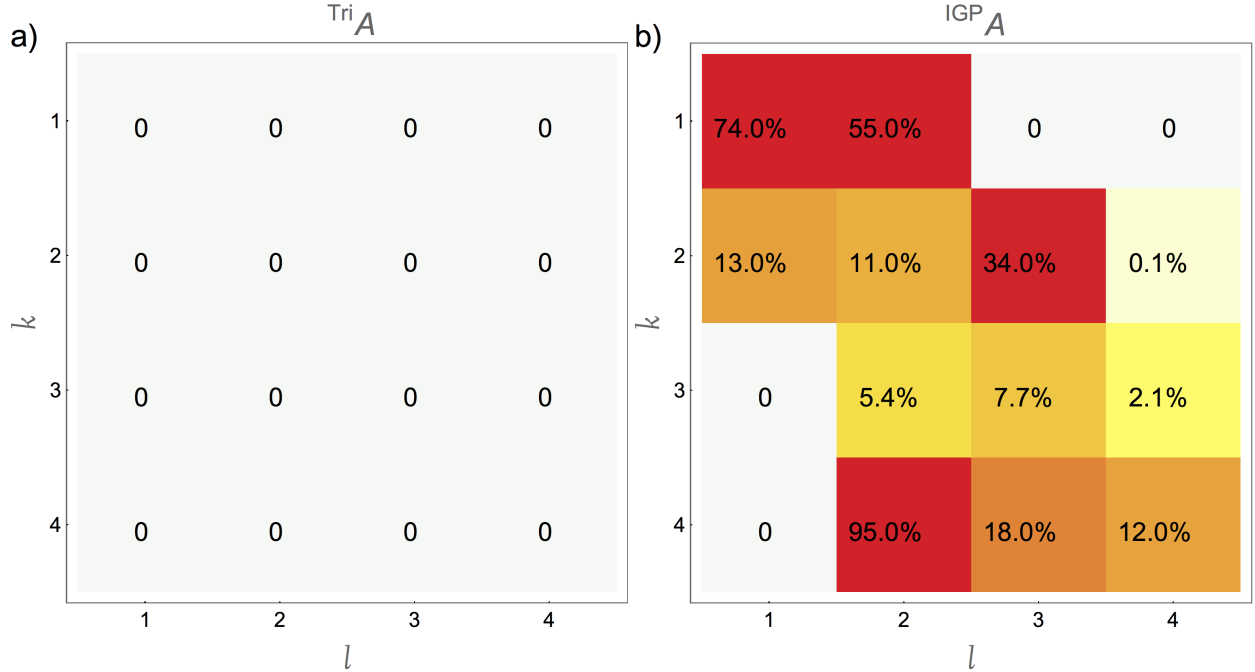 a) Tri A
1 0 0 0 0
2 0 0 0 0
k
3 0 0 0 0
4 0 0 0 0
1 2 3 4
l
b) IGP A
1 74.0% 55.0% 0 0
2 13.0% 11.0% 34.0% 0.1%
k
3 0 5.4% 7.7% 2.1%
4 0 95.0% 18.0% 12.0%
1 2 3 4
l